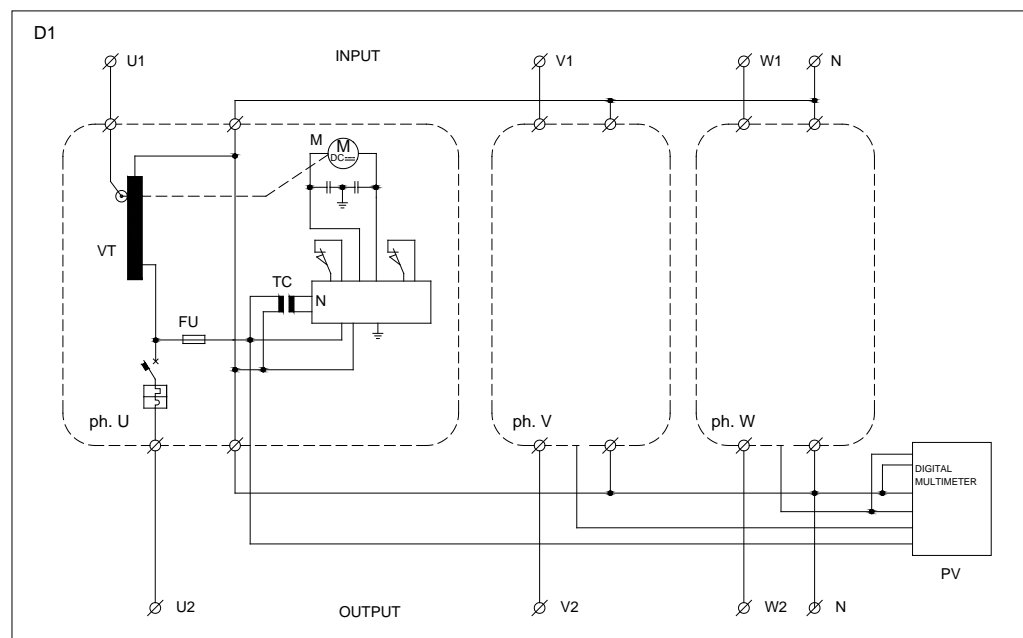 D1
U1
INPUT
V1
W1
N
M
M
DC
VT
TC
N
FU
ph. U
ph. V
ph. W
DIGITAL
MULTIMETER
PV
U2
OUTPUT
V2
W2
N